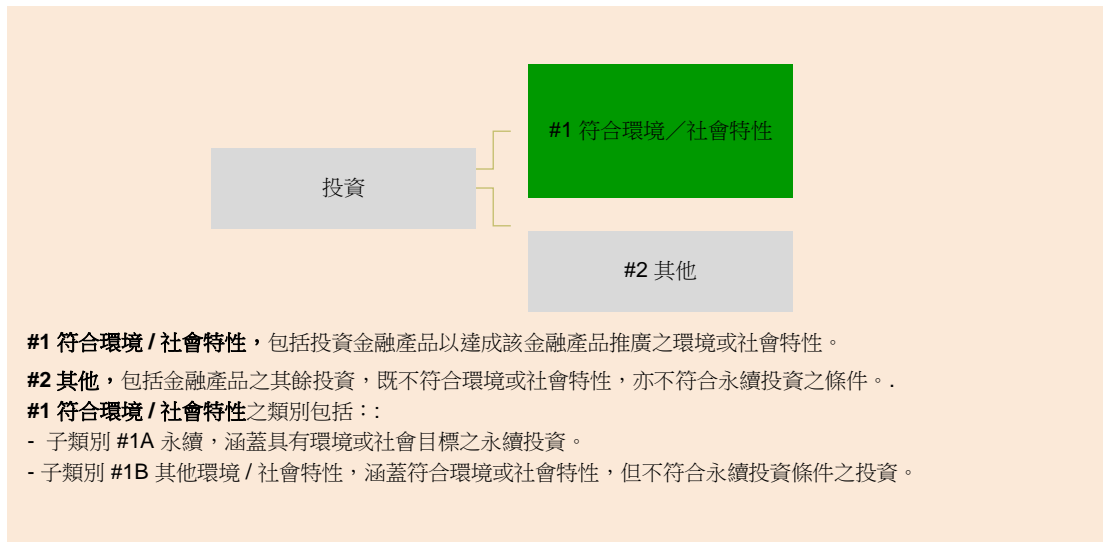 #1 符合環境／社會特性
投資
#2 其他
#1 符合環境 / 社會特性，包括投資金融產品以達成該金融產品推廣之環境或社會特性。
#2 其他，包括金融產品之其餘投資，既不符合環境或社會特性，亦不符合永續投資之條件。.
#1 符合環境 / 社會特性之類別包括：:
- 子類別 #1A 永續，涵蓋具有環境或社會目標之永續投資。
- 子類別 #1B 其他環境 / 社會特性，涵蓋符合環境或社會特性，但不符合永續投資條件之投資。